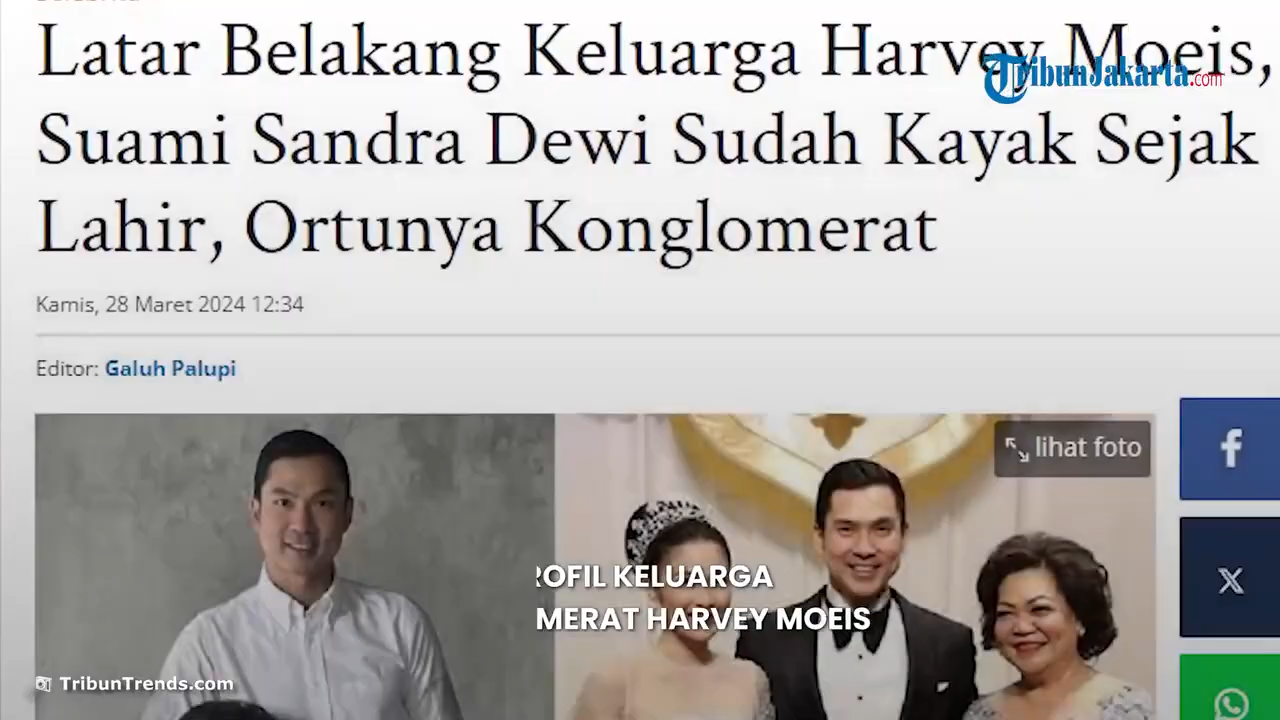 Latar Belakang Keluarga Harvey Moeis,
TribunJakarta.com
Suami Sandra Dewi Sudah Kayak Sejak
Lahir, Ortunya Konglomerat
Kamis, 28 Maret 2024 12:34
Editor: Galuh Palupi
lihat foto
ROFIL KELUARGA
MERAT HARVEY MOEIS
TribunTrends.com